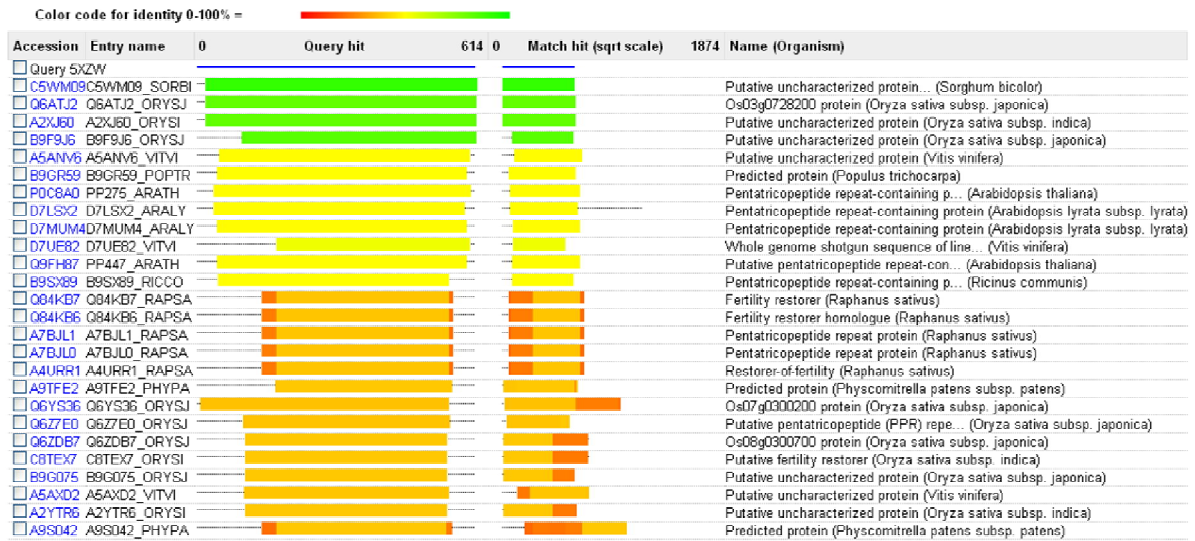 Color code for identity 0-100% =
Accession Entry name 0 Query hit 614 0 Match hit (sqrt scale) 1874 Name (Organism)
Query 5XZW
C5WM09 C5WM09_SORBI Putative uncharacterized protein... (Sorghum bicolor)
Q6ATJ2 Q6ATJ2_ORYSJ Os03g0728200 protein (Oryza sativa subsp. japonica)
A2XJ60 A2XJ60_ORYSI Putative uncharacterized protein (Oryza sativa subsp. indica)
B9F9J6 B9F9J6_ORYSJ Putative uncharacterized protein (Oryza sativa subsp. japonica)
A5ANV6 A5ANV6_VITVI Putative uncharacterized protein (Vitis vinifera)
B9GR59 B9GR59_POPTR Predicted protein (Populus trichocarpa)
P0C8A0 PP275_ARATH Pentatricopeptide repeat-containing p... (Arabidopsis thaliana)
D7LSX2 D7LSX2_ARALY Pentatricopeptide repeat-containing protein (Arabidopsis lyrata subsp. lyrata)
D7MUM4 D7MUM4_ARALY Pentatricopeptide repeat-containing protein (Arabidopsis lyrata subsp. lyrata)
D7UE82 D7UE82_VITVI Whole genome shotgun sequence of line... (Vitis vinifera)
Q9FH87 PP447_ARATH Putative pentatricopeptide repeat-con... (Arabidopsis thaliana)
B9SX89 B9SX89_RICCO Pentatricopeptide repeat-containing p... (Ricinus communis)
Q84KB7 Q84KB7_RAPSA Fertility restorer (Raphanus sativus)
Q84KB6 Q84KB6_RAPSA Fertility restorer homologue (Raphanus sativus)
A7BJL1 A7BJL1_RAPSA Pentatricopeptide repeat protein (Raphanus sativus)
A7BJL0 A7BJL0_RAPSA Pentatricopeptide repeat protein (Raphanus sativus)
A4URR1 A4URR1_RAPSA Restorer-of-fertility (Raphanus sativus)
A9TFE2 A9TFE2_PHYPA Predicted protein (Physcomitrella patens subsp. patens)
Q6YS36 Q6YS36_ORYSJ Os07g0300200 protein (Oryza sativa subsp. japonica)
Q6Z7E0 Q6Z7E0_ORYSJ Putative pentatricopeptide (PPR) repe... (Oryza sativa subsp. japonica)
Q6ZDB7 Q6ZDB7_ORYSJ Os08g0300700 protein (Oryza sativa subsp. japonica)
C8TEX7 C8TEX7_ORYSI Putative fertility restorer (Oryza sativa subsp. indica)
B9G075 B9G075_ORYSJ Putative uncharacterized protein (Oryza sativa subsp. japonica)
A5AXD2 A5AXD2_VITVI Putative uncharacterized protein (Vitis vinifera)
A2YTR6 A2YTR6_ORYSI Putative uncharacterized protein (Oryza sativa subsp. indica)
A9S042 A9S042_PHYPA Predicted protein (Physcomitrella patens subsp. patens)